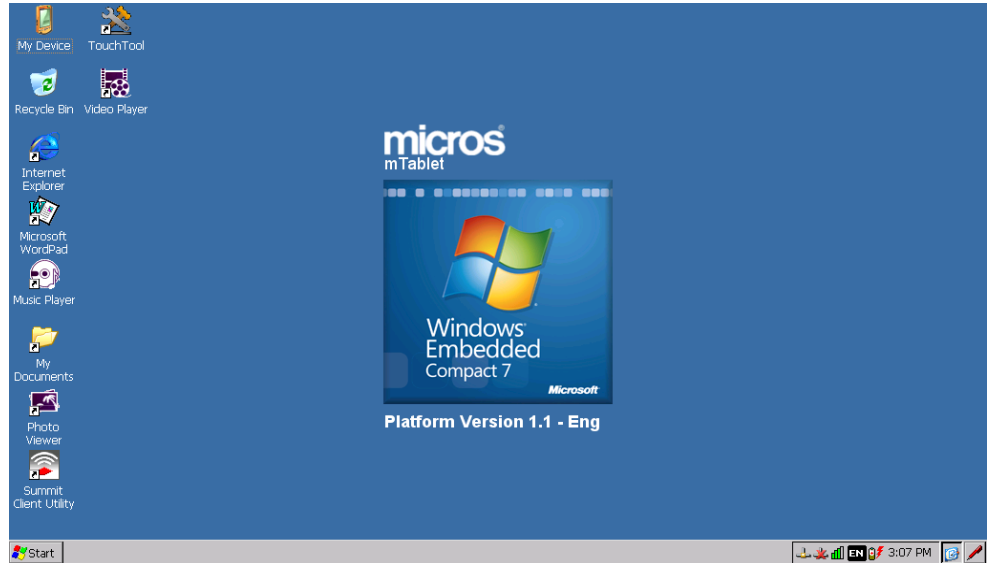 My Device
TouchTool
Recycle Bin
Video Player
Internet
Explorer
Microsoft
WordPad
Music Player
My
Documents
Photo
Viewer
Summit
Client Utility
micros
mTablet
Windows
Embedded
Compact 7
Microsoft
Platform Version 1.1 - Eng
Start
EN
3:07 PM